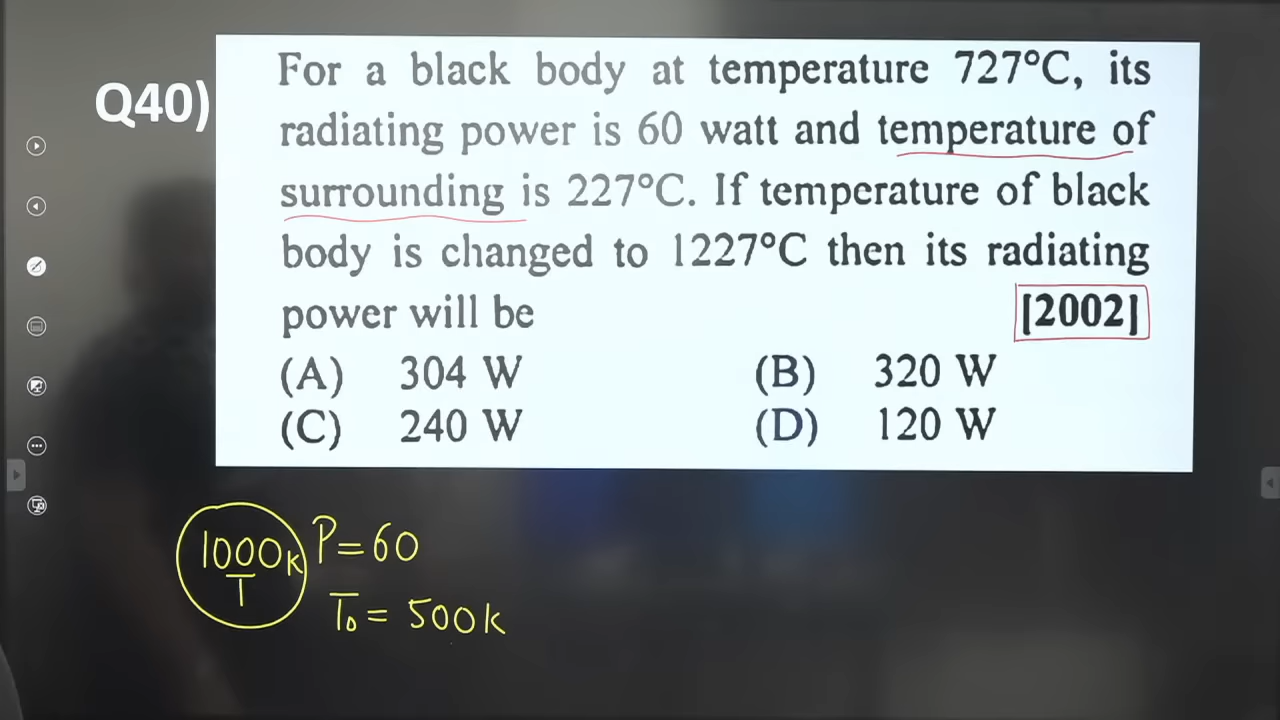 Q40)
For a black body at temperature 727°C, its
radiating power is 60 watt and temperature of
surrounding is 227°C. If temperature of black
body is changed to 1227°C then its radiating
power will be [2002]
(A) 304 W (B) 320 W
(C) 240 W (D) 120 W
1000k P=60
T
T₀ = 500k